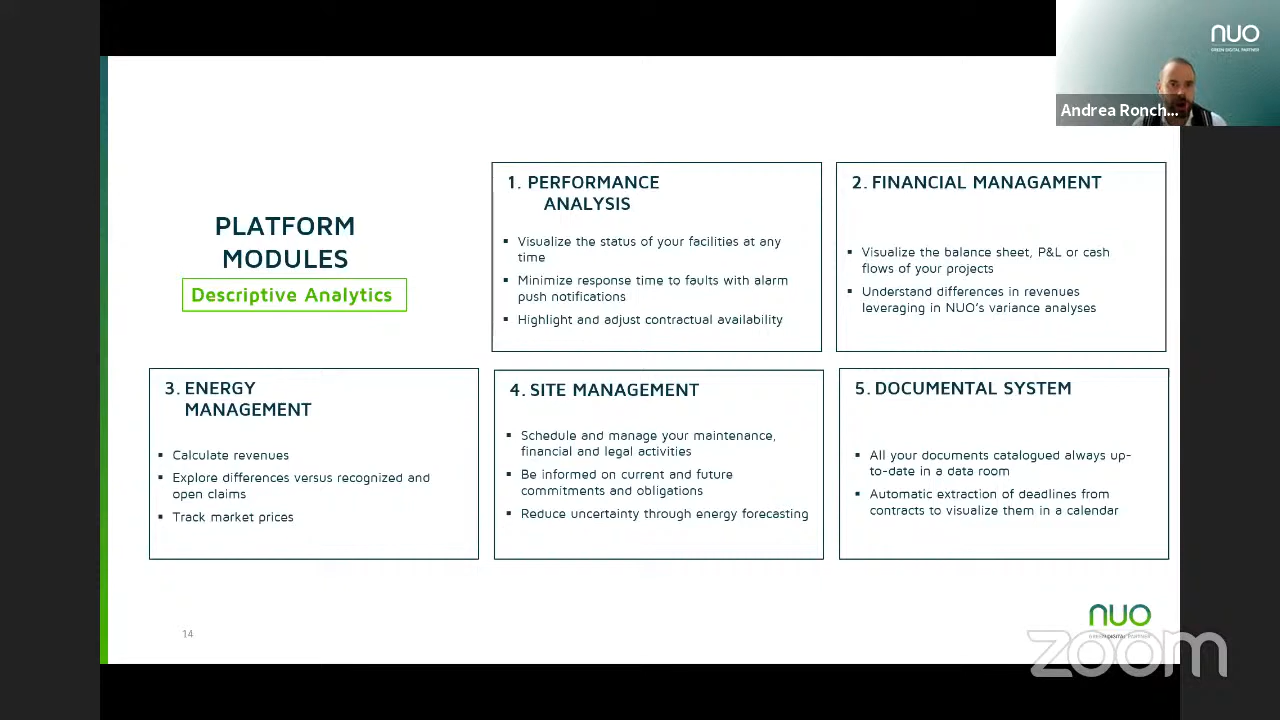 nuo
GREEN DIGITAL PARTNER
Andrea Ronch...
PLATFORM
MODULES
Descriptive Analytics
1. PERFORMANCE
ANALYSIS
▪ Visualize the status of your facilities at any
time
▪ Minimize response time to faults with alarm
push notifications
▪ Highlight and adjust contractual availability
2. FINANCIAL MANAGAMENT
▪ Visualize the balance sheet, P&L or cash
flows of your projects
▪ Understand differences in revenues
leveraging in NUO's variance analyses
3. ENERGY
MANAGEMENT
▪ Calculate revenues
▪ Explore differences versus recognized and
open claims
▪ Track market prices
4. SITE MANAGEMENT
▪ Schedule and manage your maintenance,
financial and legal activities
▪ Be informed on current and future
commitments and obligations
▪ Reduce uncertainty through energy forecasting
5. DOCUMENTAL SYSTEM
▪ All your documents catalogued always up-
to-date in a data room
▪ Automatic extraction of deadlines from
contracts to visualize them in a calendar
14
nuo
GREEN DIGITAL PARTNER
zoom